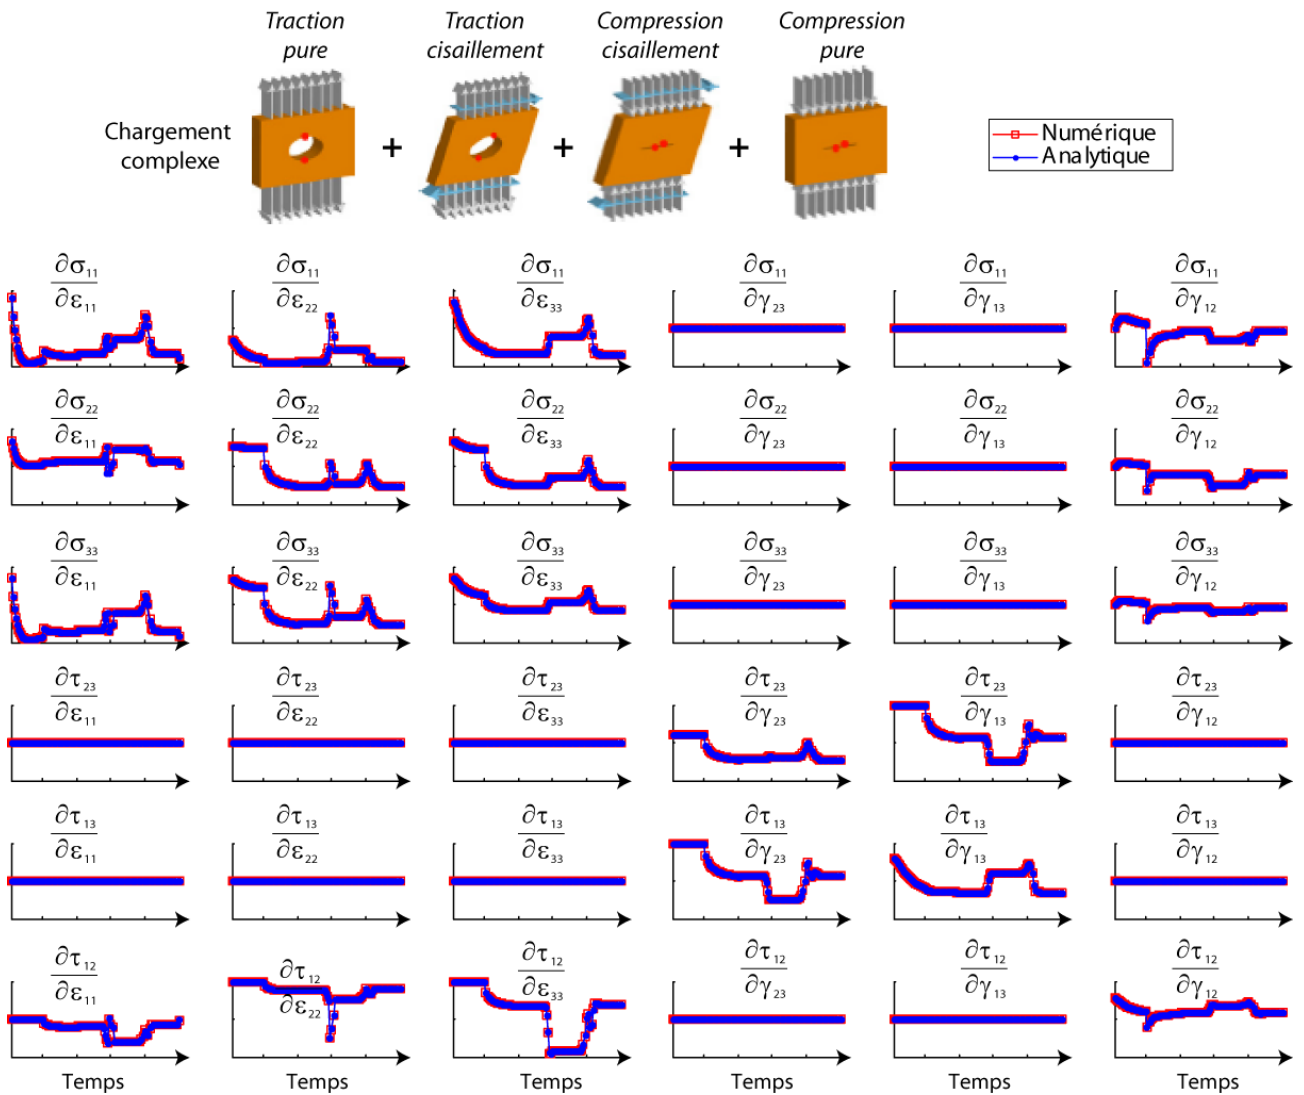 Traction pure
Traction cisaillement
Compression cisaillement
Compression pure
Chargement complexe
+
+
+
Numérique
Analytique
∂σ11/∂ε11 ∂σ11/∂ε22 ∂σ11/∂ε33 ∂σ11/∂γ23 ∂σ11/∂γ13 ∂σ11/∂γ12
∂σ22/∂ε11 ∂σ22/∂ε22 ∂σ22/∂ε33 ∂σ22/∂γ23 ∂σ22/∂γ13 ∂σ22/∂γ12
∂σ33/∂ε11 ∂σ33/∂ε22 ∂σ33/∂ε33 ∂σ33/∂γ23 ∂σ33/∂γ13 ∂σ33/∂γ12
∂τ23/∂ε11 ∂τ23/∂ε22 ∂τ23/∂ε33 ∂τ23/∂γ23 ∂τ23/∂γ13 ∂τ23/∂γ12
∂τ13/∂ε11 ∂τ13/∂ε22 ∂τ13/∂ε33 ∂τ13/∂γ23 ∂τ13/∂γ13 ∂τ13/∂γ12
∂τ12/∂ε11 ∂τ12/∂ε22 ∂τ12/∂ε33 ∂τ12/∂γ23 ∂τ12/∂γ13 ∂τ12/∂γ12
Temps Temps Temps Temps Temps Temps